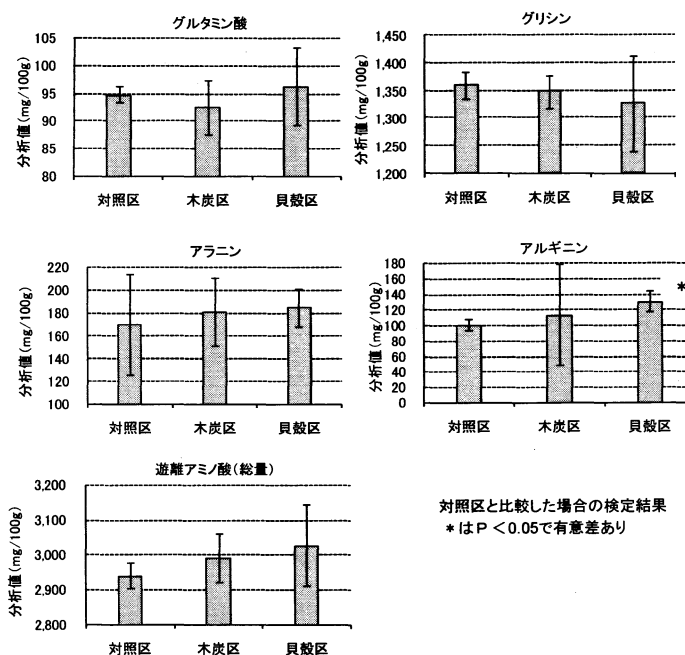 グルタミン酸
分析値(mg/100g)
105
100
95
90
85
80
対照区 木炭区 貝殻区
グリシン
分析値(mg/100g)
1,450
1,400
1,350
1,300
1,250
1,200
対照区 木炭区 貝殻区
アラニン
分析値(mg/100g)
220
200
180
160
140
120
100
対照区 木炭区 貝殻区
アルギニン
分析値(mg/100g)
180
160
140
120
100
80
60
40
20
0
*
対照区 木炭区 貝殻区
遊離アミノ酸(総量)
分析値(mg/100g)
3,200
3,100
3,000
2,900
2,800
対照区 木炭区 貝殻区
対照区と比較した場合の検定結果
*はP<0.05で有意差あり